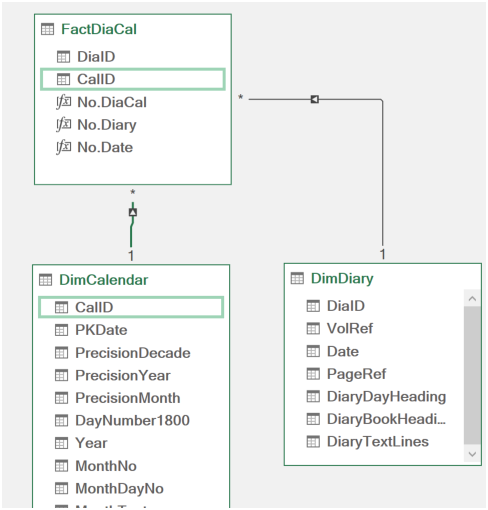 FactDiaCal
DiaID
CalID
No.DiaCal
No.Diary
No.Date
*
*
1
1
DimCalendar
CalID
PKDate
PrecisionDecade
PrecisionYear
PrecisionMonth
DayNumber1800
Year
MonthNo
MonthDayNo
DimDiary
DiaID
VolRef
Date
PageRef
DiaryDayHeading
DiaryBookHeadi...
DiaryTextLines